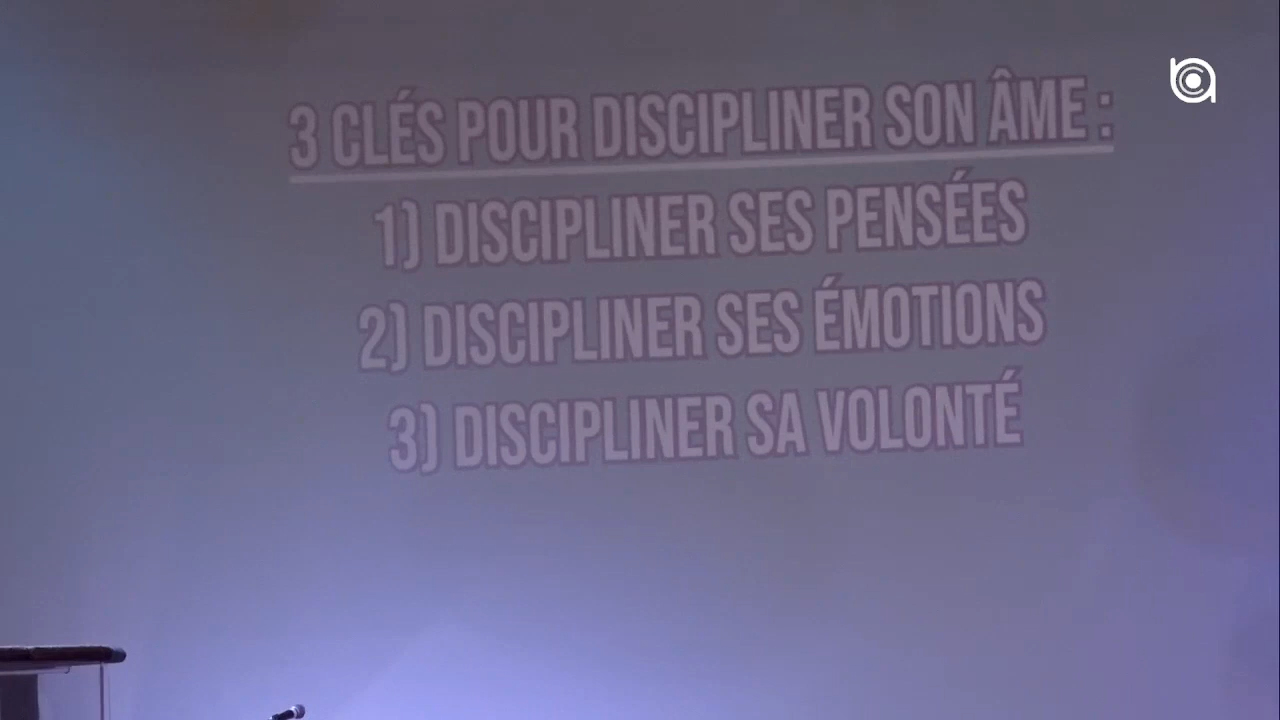 3 CLÉS POUR DISCIPLINER SON ÂME :
1) DISCIPLINER SES PENSÉES
2) DISCIPLINER SES ÉMOTIONS
3) DISCIPLINER SA VOLONTÉ